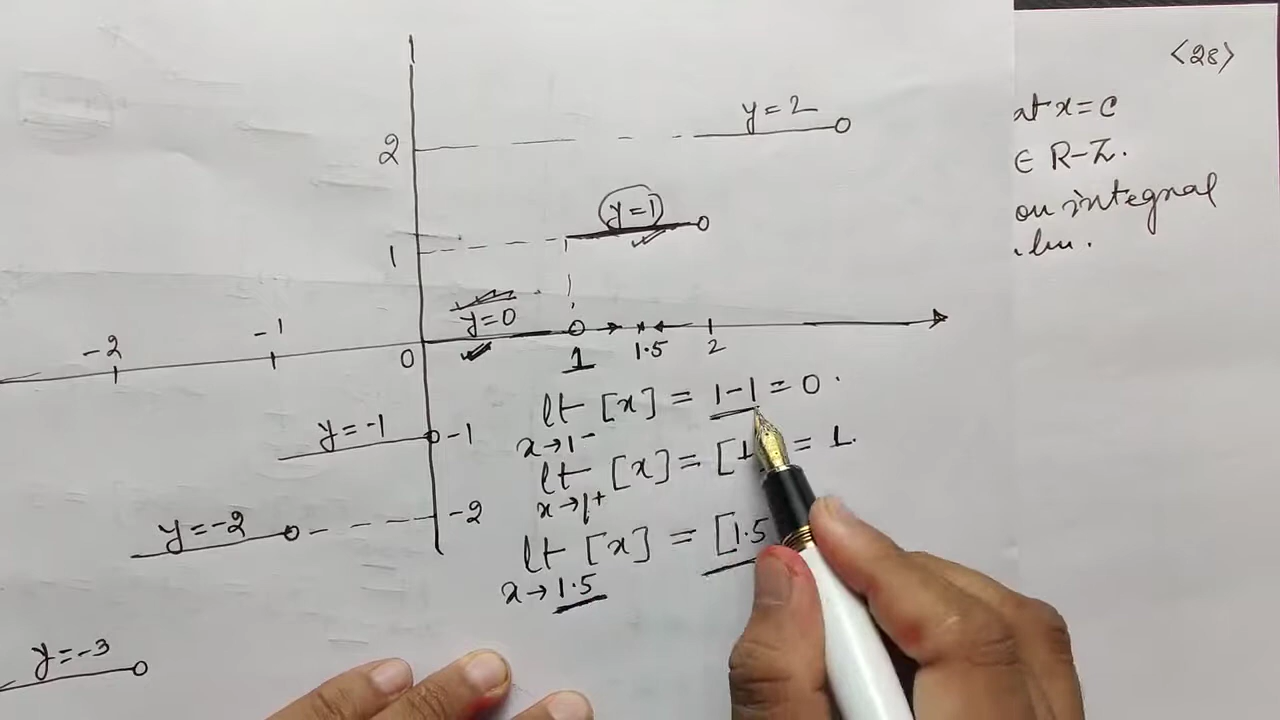 <28>
at x=c
∈ R-Z.
on integral
y=2
2
y=1
1
y=0
-2
-1
0
1
1.5
2
lt [x] = 1-1 = 0.
x→1-
y=-1
-1
lt [x] = [1] = 1.
x→1+
y=-2
-2
lt [x] = [1.5
x→1.5
y=-3